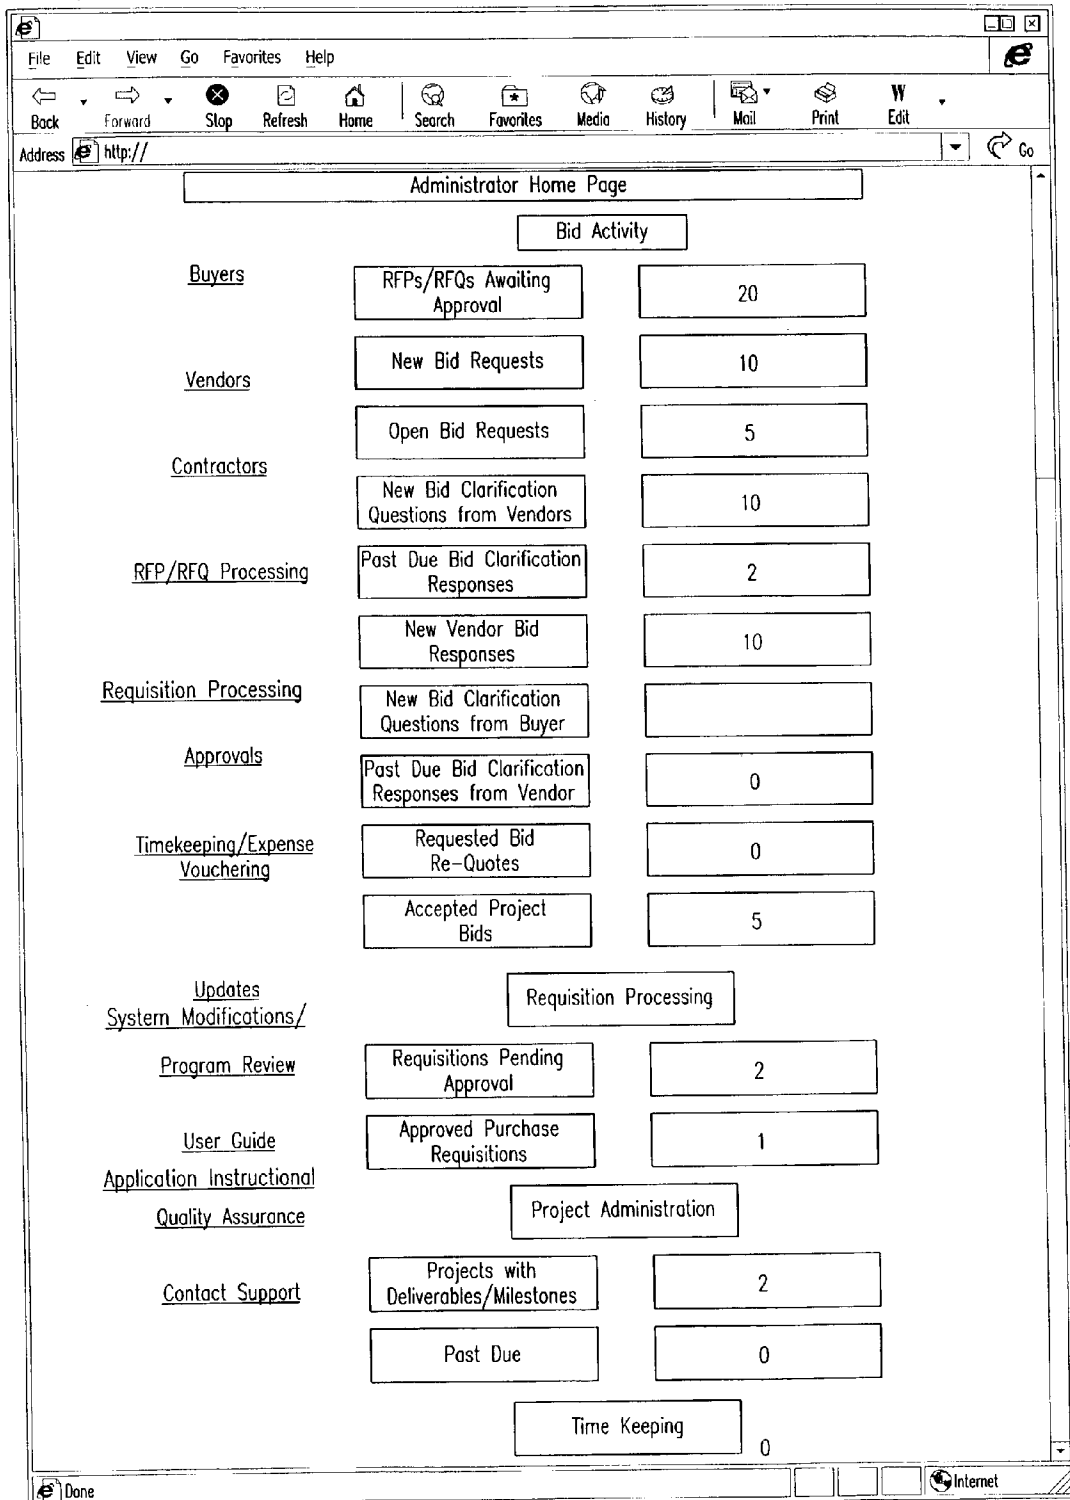 File Edit View Go Favorites Help
Back Forward Stop Refresh Home Search Favorites Media History Mail Print Edit
Address http:// Go
Administrator Home Page
Bid Activity
Buyers
RFPs/RFQs Awaiting
Approval
20
Vendors
New Bid Requests
10
Open Bid Requests
5
Contractors
New Bid Clarification
Questions from Vendors
10
RFP/RFQ Processing
Past Due Bid Clarification
Responses
2
New Vendor Bid
Responses
10
Requisition Processing
New Bid Clarification
Questions from Buyer
Approvals
Past Due Bid Clarification
Responses from Vendor
0
Timekeeping/Expense
Vouchering
Requested Bid
Re-Quotes
0
Accepted Project
Bids
5
Updates
System Modifications/
Requisition Processing
Program Review
Requisitions Pending
Approval
2
User Guide
Approved Purchase
Requisitions
1
Application Instructional
Quality Assurance
Project Administration
Contact Support
Projects with
Deliverables/Milestones
2
Past Due
0
Time Keeping
0
Done
Internet